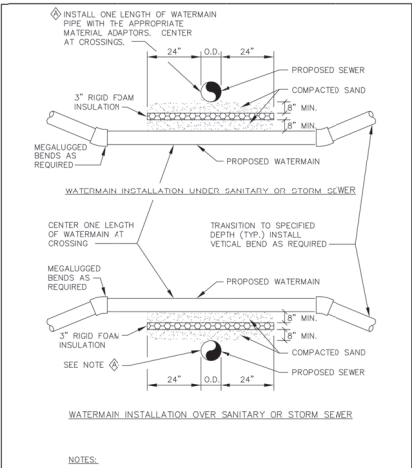 A INSTALL ONE LENGTH OF WATERMAIN
PIPE WITH THE APPROPRIATE
MATERIAL ADAPTORS. CENTER
AT CROSSINGS.
24" O.D. 24"
PROPOSED SEWER
COMPACTED SAND
3" RIGID FOAM
INSULATION
8" MIN.
8" MIN.
MEGALUGGED
BENDS AS
REQUIRED
PROPOSED WATERMAIN
WATERMAIN INSTALLATION UNDER SANITARY OR STORM SEWER
CENTER ONE LENGTH
OF WATERMAIN AT
CROSSING
TRANSITION TO SPECIFIED
DEPTH (TYP.) INSTALL
VETICAL BEND AS REQUIRED
MEGALUGGED
BENDS AS
REQUIRED
PROPOSED WATERMAIN
8" MIN.
8" MIN.
3" RIGID FOAM
INSULATION
COMPACTED SAND
SEE NOTE A
PROPOSED SEWER
24" O.D. 24"
WATERMAIN INSTALLATION OVER SANITARY OR STORM SEWER
NOTES: